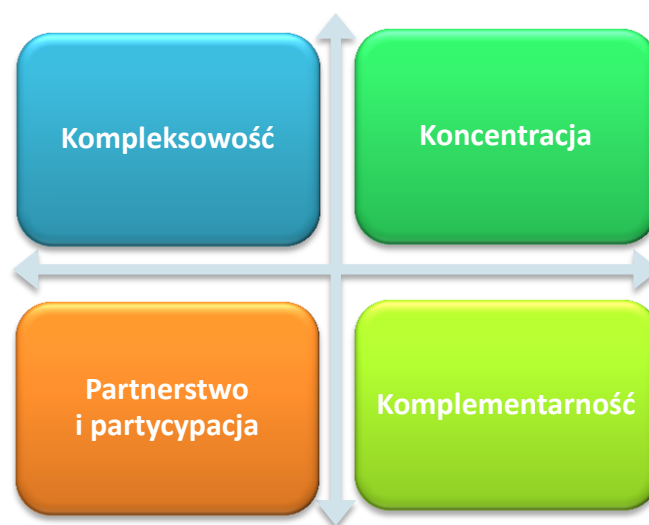 Kompleksowość
Koncentracja
Partnerstwo
i partycypacja
Komplementarność